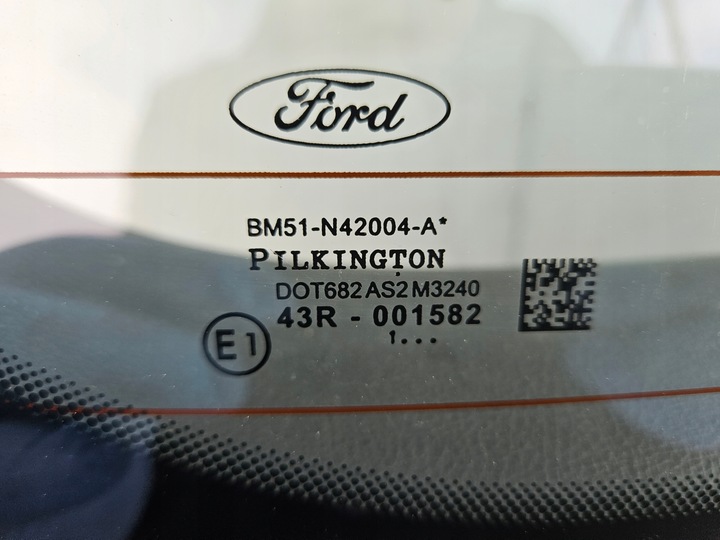 Ford
BM51-N42004-A*
PILKINGTON
DOT682 AS2 M3240
43R - 001582
E1
1...